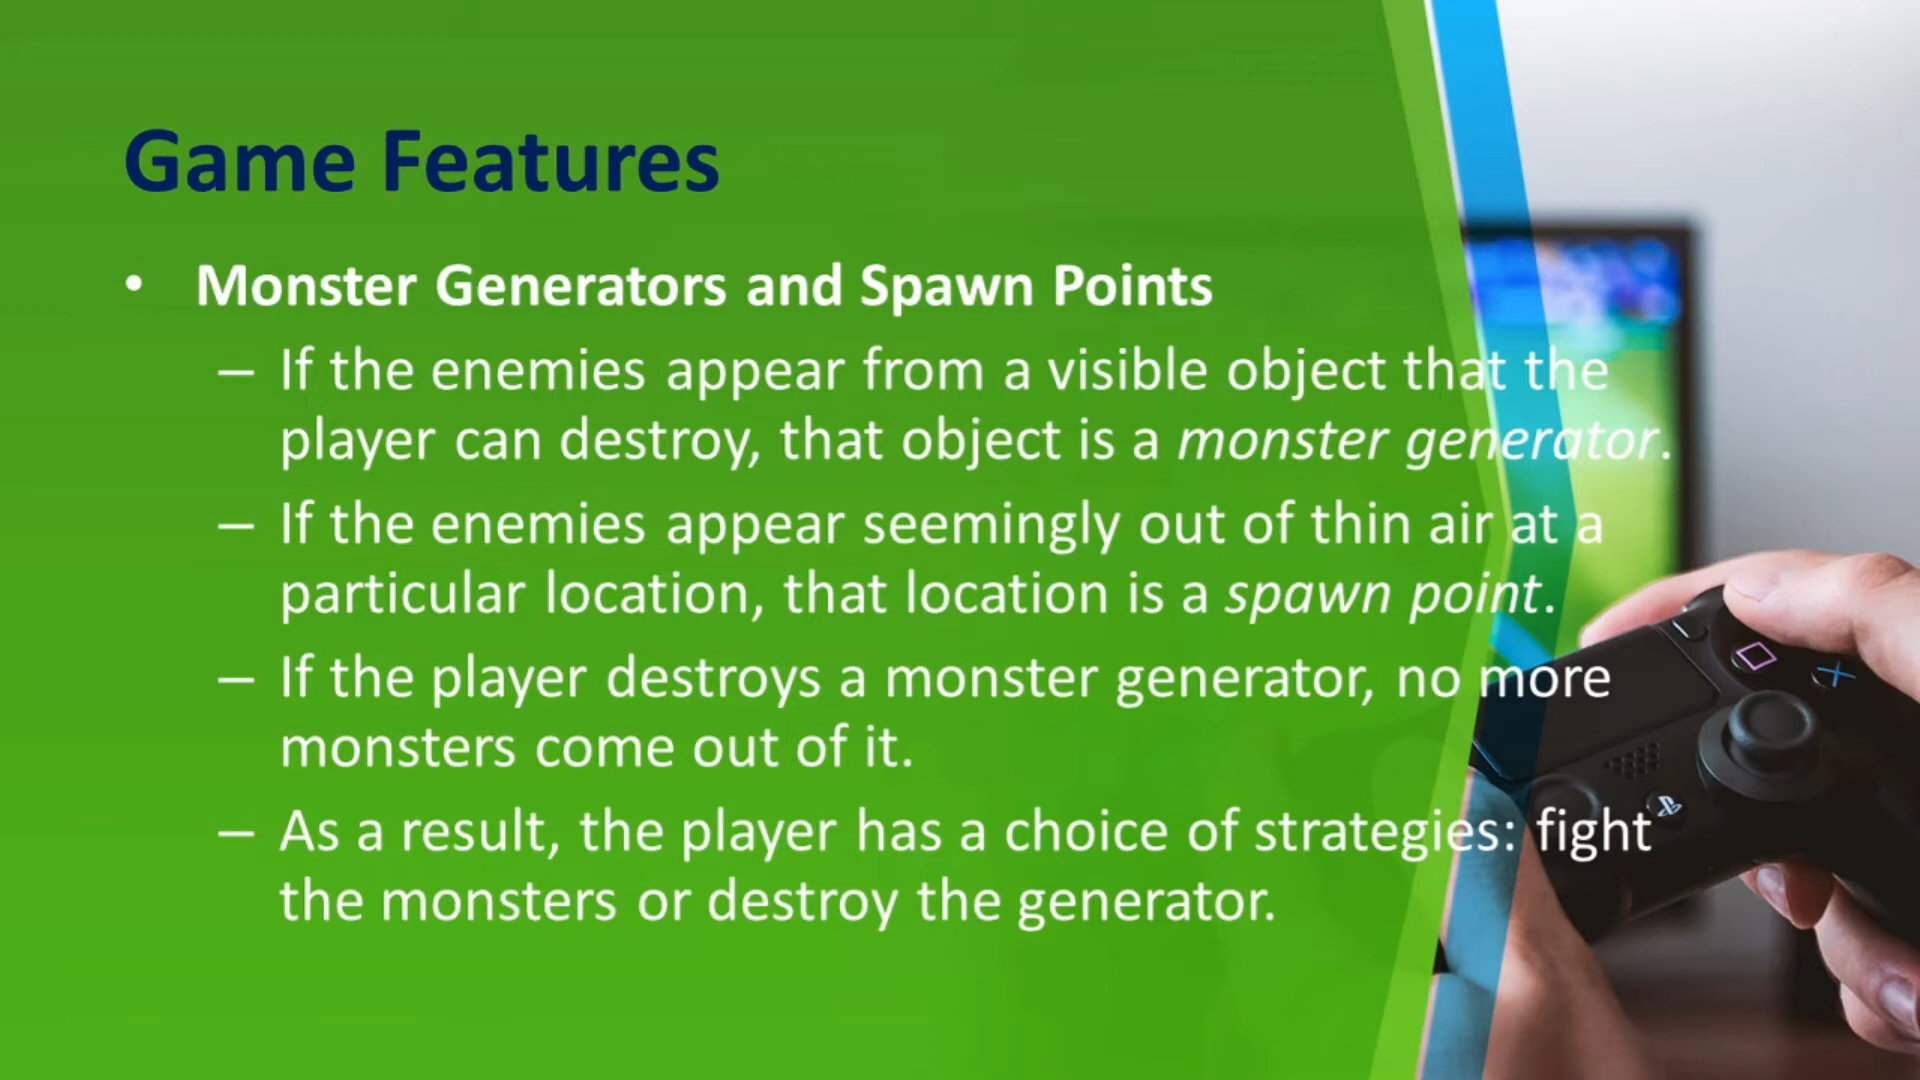 Game Features
• Monster Generators and Spawn Points
– If the enemies appear from a visible object that the
player can destroy, that object is a monster generator.
– If the enemies appear seemingly out of thin air at a
particular location, that location is a spawn point.
– If the player destroys a monster generator, no more
monsters come out of it.
– As a result, the player has a choice of strategies: fight
the monsters or destroy the generator.